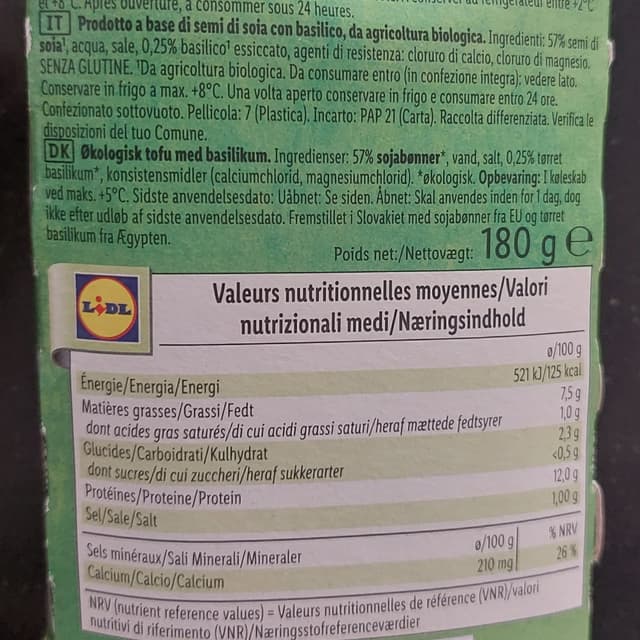 et +8°C. Après ouverture, à consommer sous 24 heures.
IT Prodotto a base di semi di soia con basilico, da agricoltura biologica. Ingredienti: 57% semi di
soia¹, acqua, sale, 0,25% basilico¹ essiccato, agenti di resistenza: cloruro di calcio, cloruro di magnesio.
SENZA GLUTINE. ¹Da agricoltura biologica. Da consumare entro (in confezione integra): vedere lato.
Conservare in frigo a max. +8°C. Una volta aperto conservare in frigo e consumare entro 24 ore.
Confezionato sottovuoto. Pellicola: 7 (Plastica). Incarto: PAP 21 (Carta). Raccolta differenziata. Verifica le
disposizioni del tuo Comune.
DK Økologisk tofu med basilikum. Ingredienser: 57% sojabønner*, vand, salt, 0,25% tørret
basilikum*, konsistensmidler (calciumchlorid, magnesiumchlorid). *økologisk. Opbevaring: I køleskab
ved maks. +5°C. Sidste anvendelsesdato: Uåbnet: Se siden. Åbnet: Skal anvendes inden for 1 dag, dog
ikke efter udløb af sidste anvendelsesdato. Fremstillet i Slovakiet med sojabønner fra EU og tørret
basilikum fra Ægypten.
Poids net:/Nettovægt: 180 g e
LIDL
Valeurs nutritionnelles moyennes/Valori
nutrizionali medi/Næringsindhold
ø/100 g
Énergie/Energia/Energi 521 kJ/125 kcal
Matières grasses/Grassi/Fedt 7,5 g
dont acides gras saturés/di cui acidi grassi saturi/heraf mættede fedtsyrer 1,0 g
Glucides/Carboidrati/Kulhydrat 2,3 g
dont sucres/di cui zuccheri/heraf sukkerarter <0,5 g
Protéines/Proteine/Protein 12,0 g
Sel/Sale/Salt 1,00 g
Sels minéraux/Sali Minerali/Mineraler ø/100 g % NRV
Calcium/Calcio/Calcium 210 mg 26 %
NRV (nutrient reference values) = Valeurs nutritionnelles de référence (VNR)/valori
nutritivi di riferimento (VNR)/Næringsstofreferenceværdier